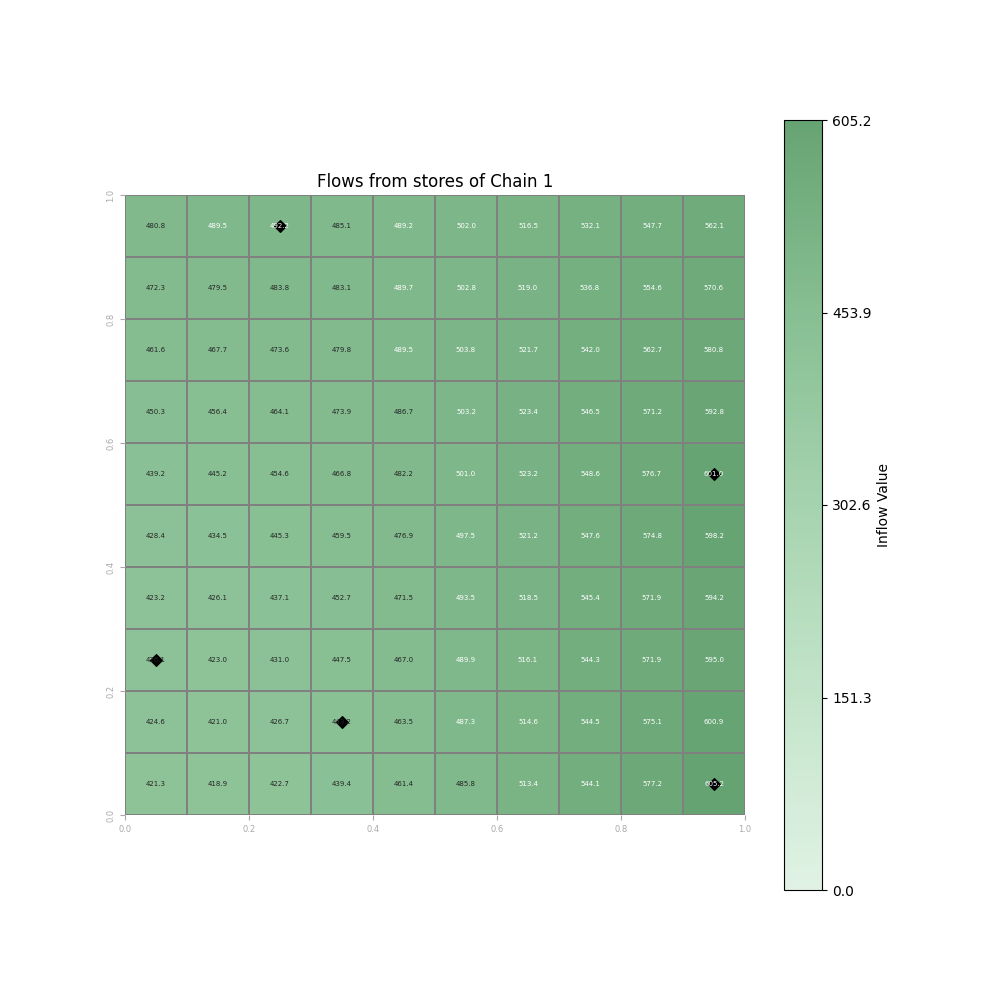 Flows from stores of Chain 1
605.2
453.9
302.6
151.3
0.0
Inflow Value
1.0
0.8
0.6
0.4
0.2
0.0
480.8 489.5 492.2 485.1 489.2 502.0 516.5 532.1 547.7 562.1
472.3 479.5 483.8 483.1 489.7 502.8 519.0 536.8 554.6 570.6
461.6 467.7 473.6 479.8 489.5 503.8 521.7 542.0 562.7 580.8
450.3 456.4 464.1 473.9 486.7 503.2 523.4 546.5 571.2 592.8
439.2 445.2 454.6 466.8 482.2 501.0 523.2 548.6 576.7
428.4 434.5 445.3 459.5 476.9 497.5 521.2 547.6 574.8 598.2
423.2 426.1 437.1 452.7 471.5 493.5 518.5 545.4 571.9 594.2
423.0 431.0 447.5 467.0 489.9 516.1 544.3 571.9 595.0
424.6 421.0 426.7 463.5 487.3 514.6 544.5 575.1 600.9
421.3 418.9 422.7 439.4 461.4 485.8 513.4 544.1 577.2 605.2
0.0 0.2 0.4 0.6 0.8 1.0